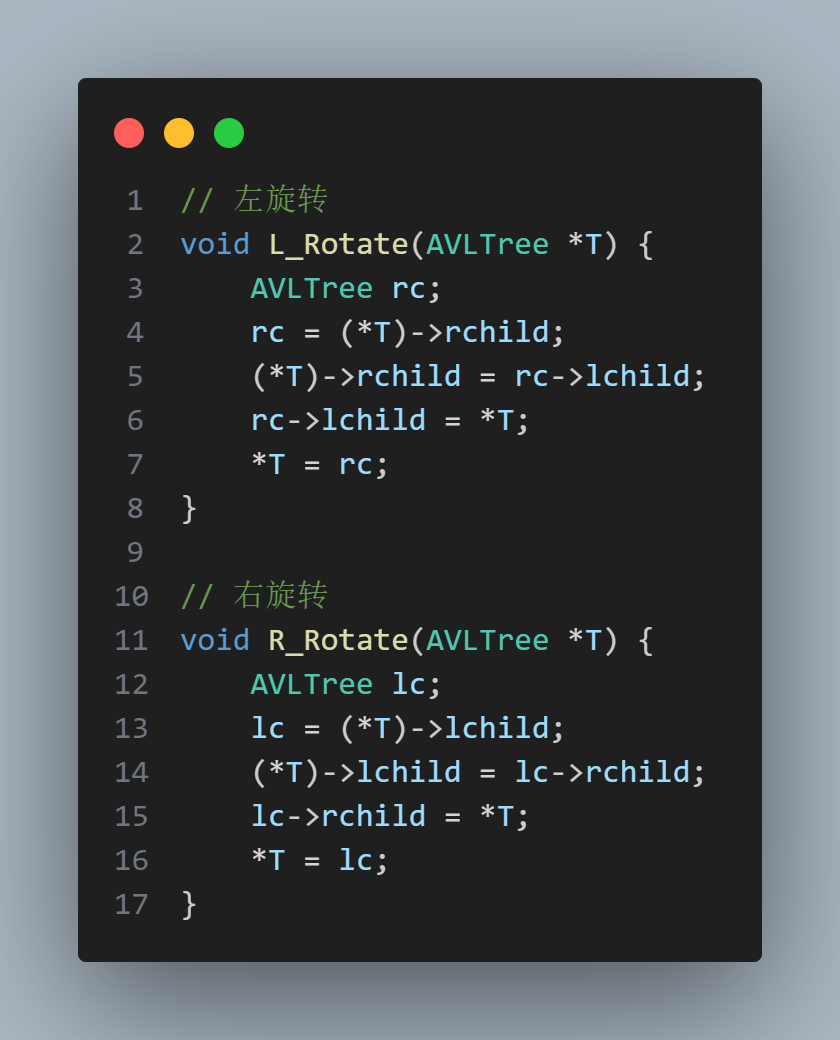 1 // 左旋转
2 void L_Rotate(AVLTree *T) {
3     AVLTree rc;
4     rc = (*T)->rchild;
5     (*T)->rchild = rc->lchild;
6     rc->lchild = *T;
7     *T = rc;
8 }
9
10 // 右旋转
11 void R_Rotate(AVLTree *T) {
12     AVLTree lc;
13     lc = (*T)->lchild;
14     (*T)->lchild = lc->rchild;
15     lc->rchild = *T;
16     *T = lc;
17 }